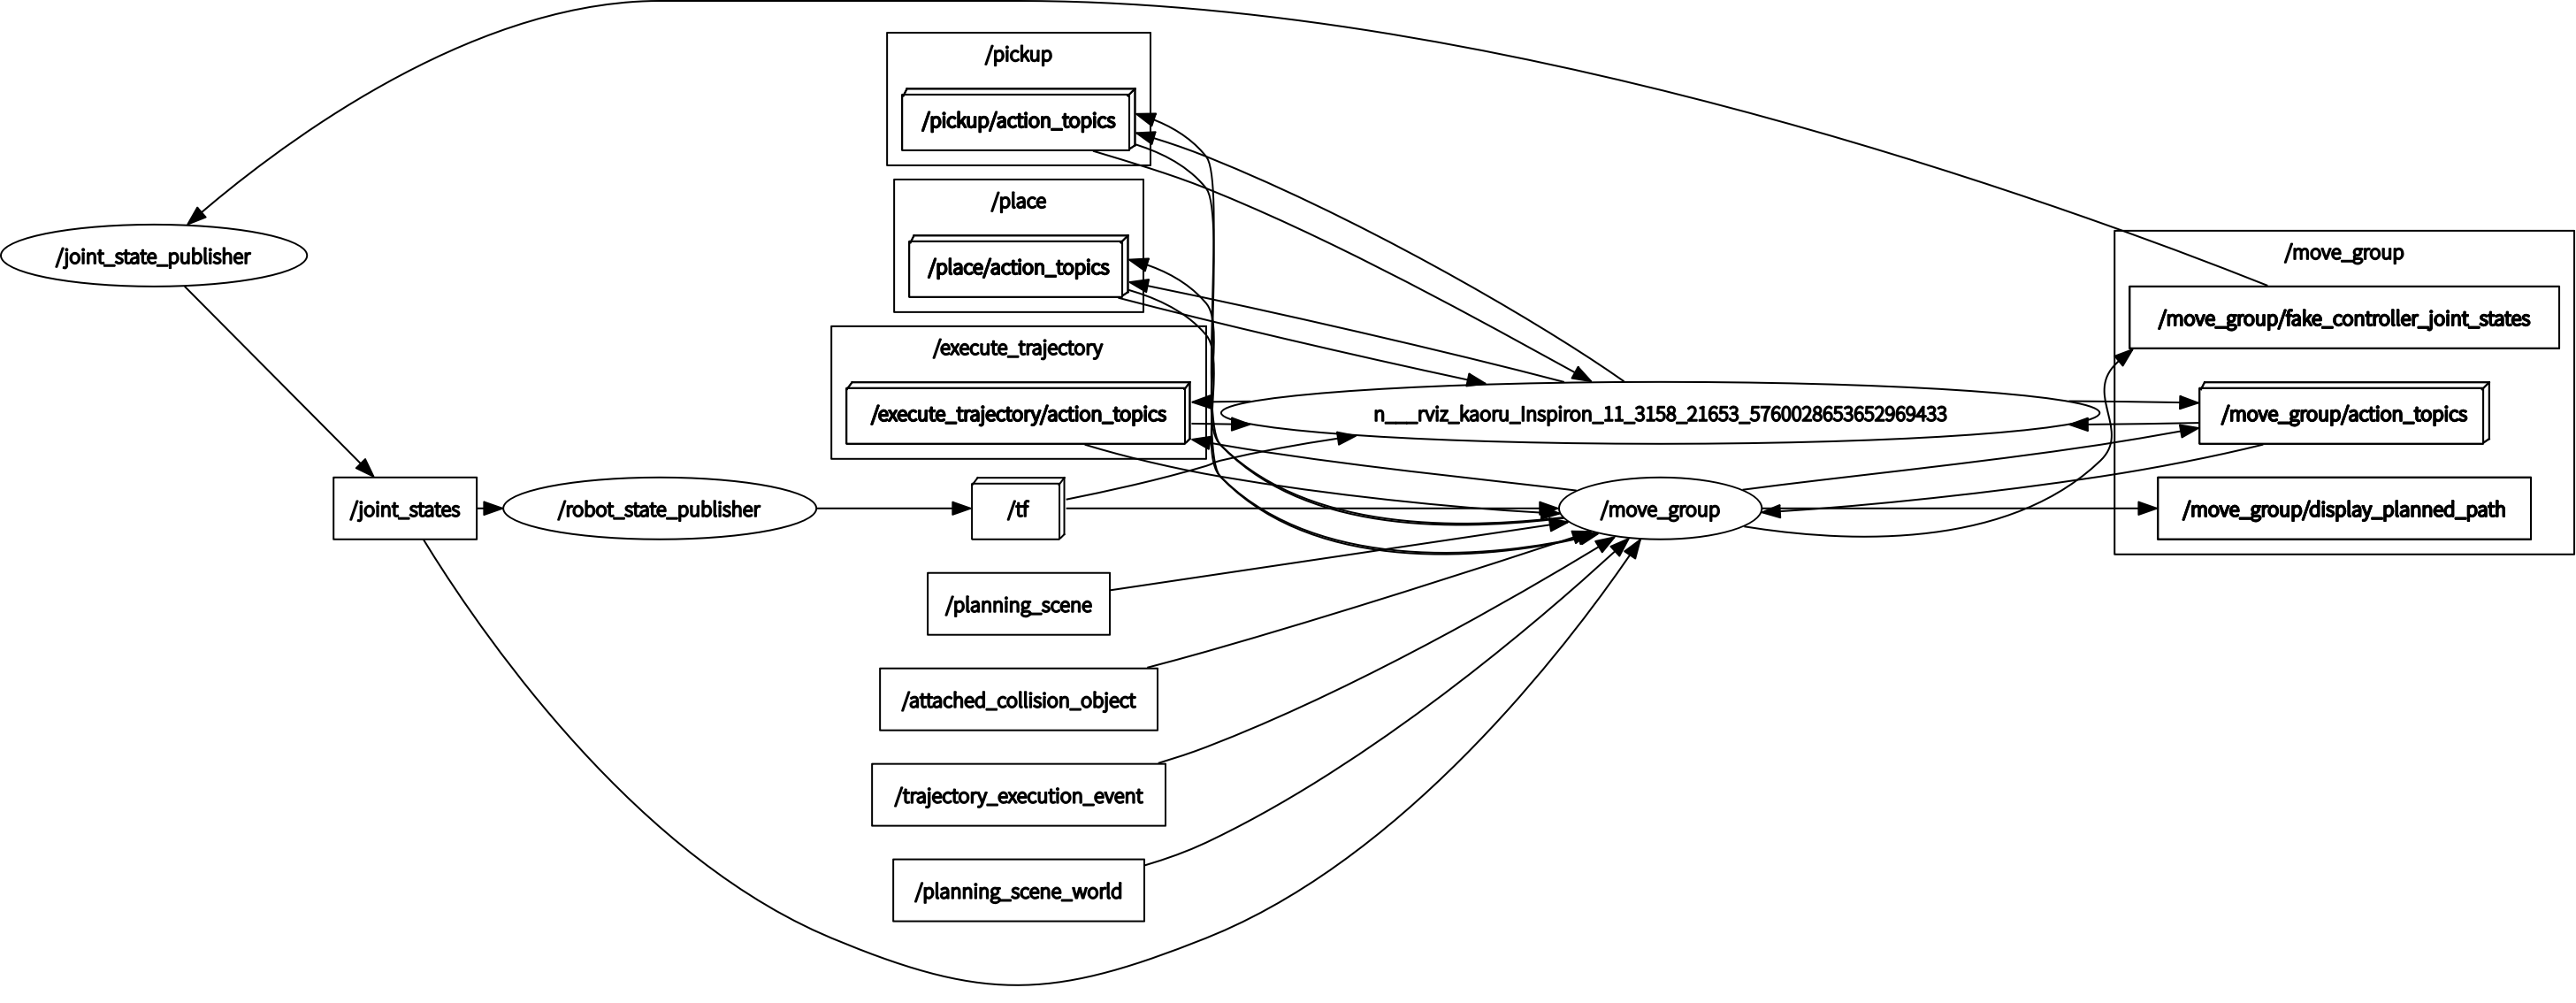 /pickup
/pickup/action_topics
/place
/place/action_topics
/execute_trajectory
/execute_trajectory/action_topics
/joint_state_publisher
/joint_states
/robot_state_publisher
/tf
/planning_scene
/attached_collision_object
/trajectory_execution_event
/planning_scene_world
n___rviz_kaoru_Inspiron_11_3158_21653_5760028653652969433
/move_group
/move_group
/move_group/fake_controller_joint_states
/move_group/action_topics
/move_group/display_planned_path